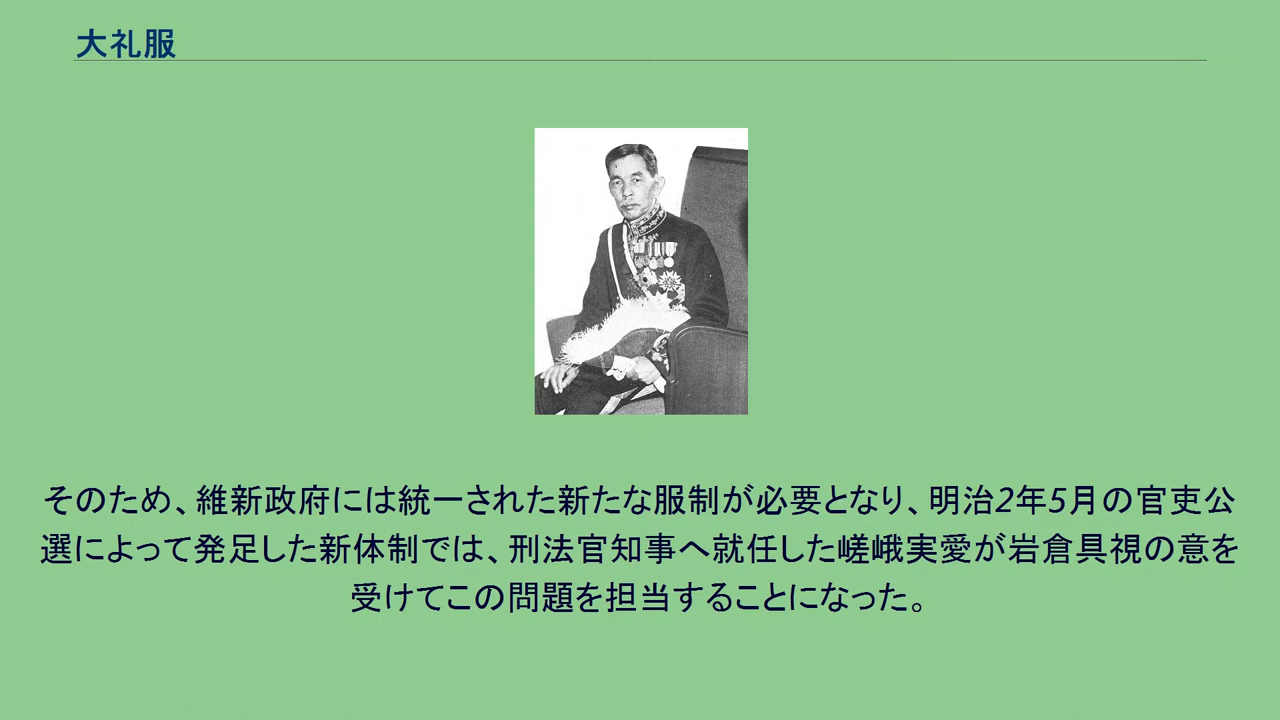 大礼服
そのため、維新政府には統一された新たな服制が必要となり、明治2年5月の官吏公
選によって発足した新体制では、刑法官知事へ就任した嵯峨実愛が岩倉具視の意を
受けてこの問題を担当することになった。